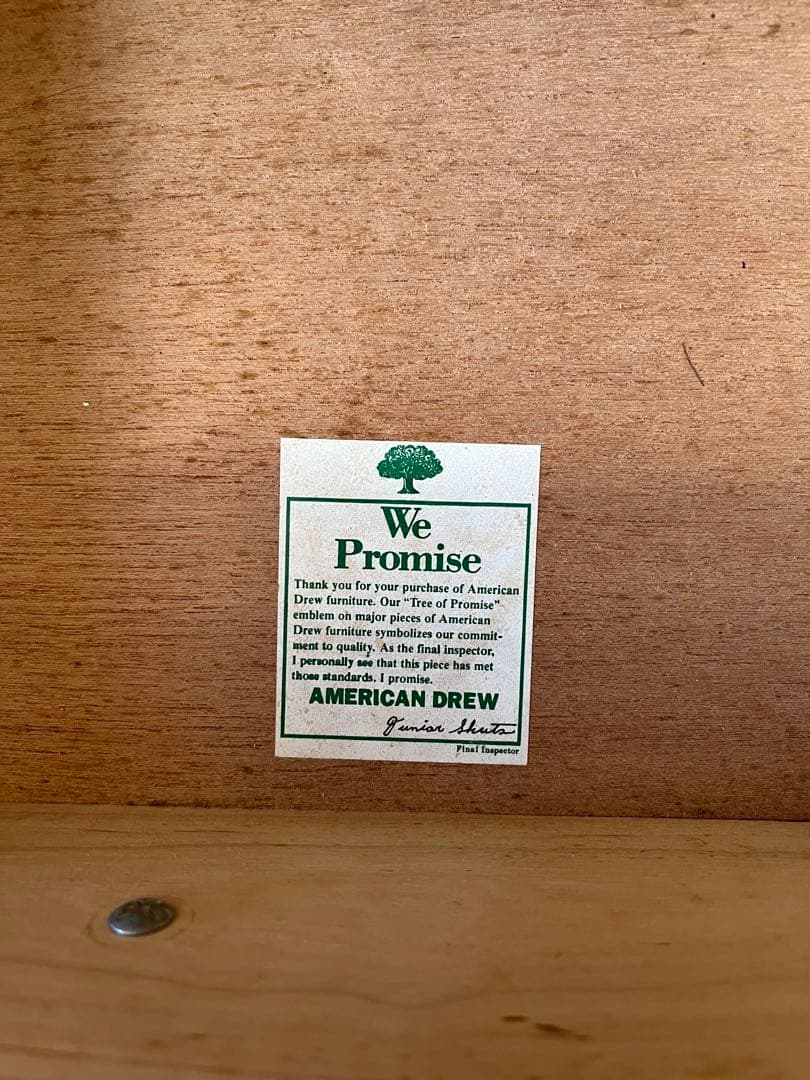 We
Promise
Thank you for your purchase of American
Drew furniture. Our “Tree of Promise”
emblem on major pieces of American
Drew furniture symbolizes our commit-
ment to quality. As the final inspector,
I personally see that this piece has met
those standards. I promise.
AMERICAN DREW
Junior Shuts
Final Inspector